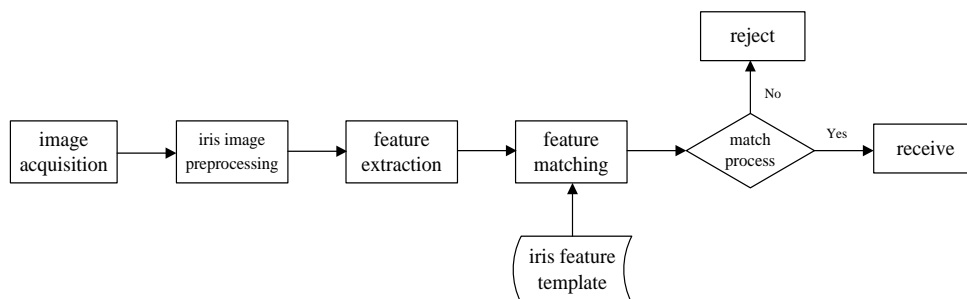 reject
No
image
acquisition
iris image
preprocessing
feature
extraction
feature
matching
match
process
Yes
receive
iris feature
template